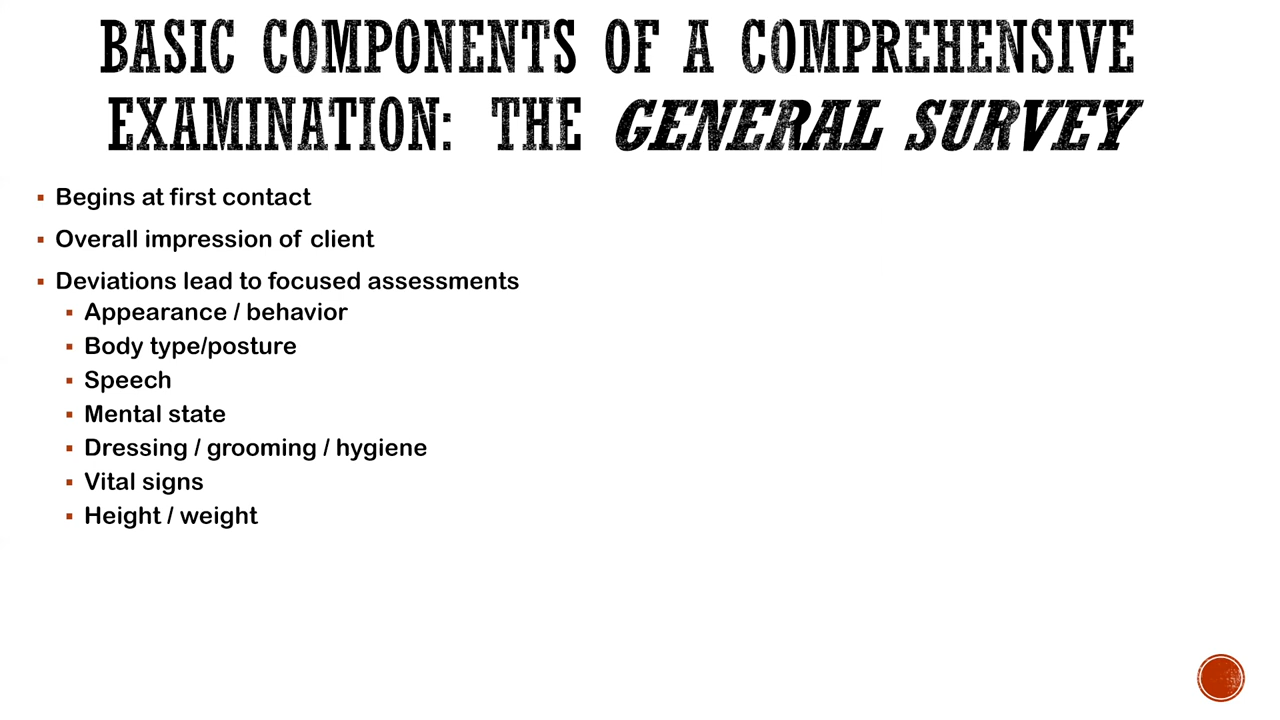 BASIC COMPONENTS OF A COMPREHENSIVE
EXAMINATION: THE GENERAL SURVEY
▪ Begins at first contact
▪ Overall impression of client
▪ Deviations lead to focused assessments
▪ Appearance / behavior
▪ Body type/posture
▪ Speech
▪ Mental state
▪ Dressing / grooming / hygiene
▪ Vital signs
▪ Height / weight